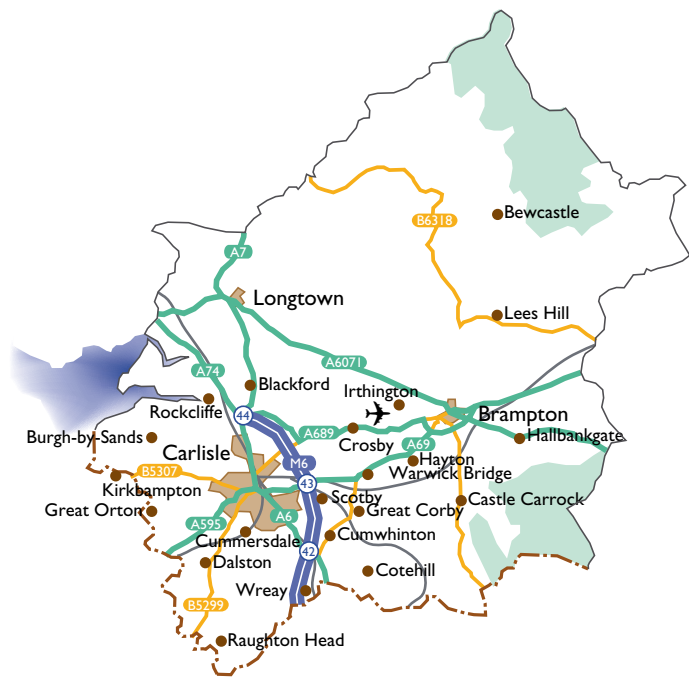 Bewcastle
B6318
A7
Longtown
Lees Hill
A6071
A74
Blackford
Irthington
Rockcliffe
44
Brampton
A689
Burgh-by-Sands
Crosby
A69
Hallbankgate
Carlisle
M6
Hayton
B5307
Warwick Bridge
43
Kirkbampton
Scotby
Castle Carrock
Great Orton
Great Corby
A6
A595
Cummersdale
Cumwhinton
42
Dalston
Cotehill
Wreay
B5299
Raughton Head